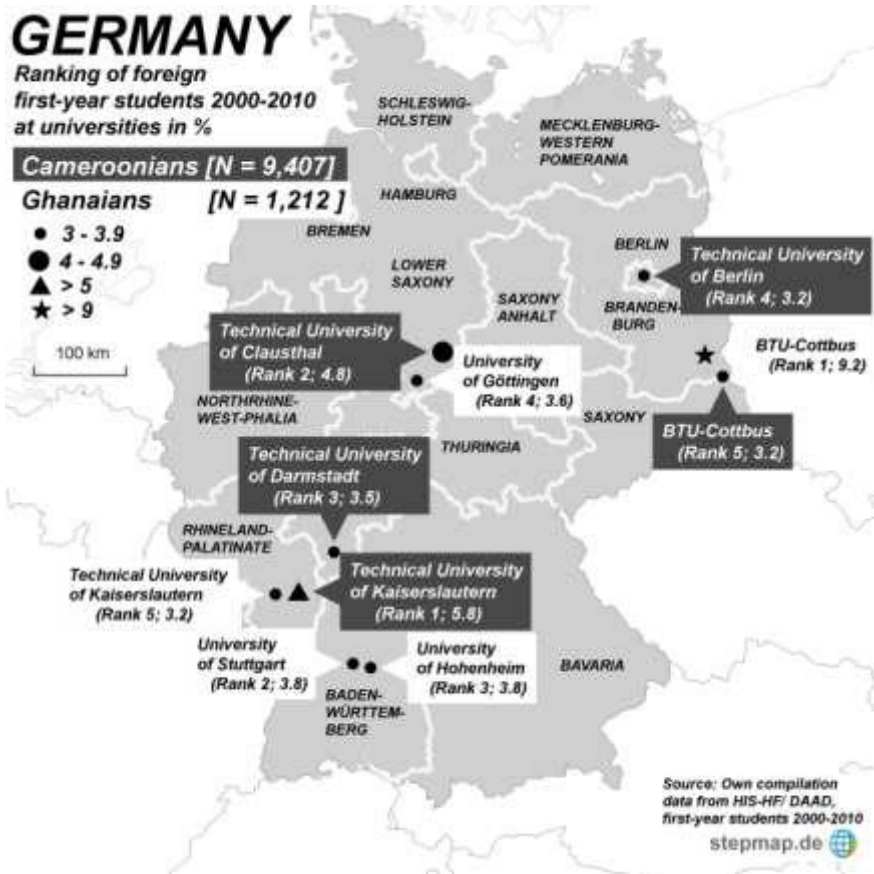 GERMANY
Ranking of foreign
first-year students 2000-2010
at universities in %
Cameroonians [N = 9,407]
Ghanaians [N = 1,212 ]
3 - 3.9
4 - 4.9
> 5
> 9
100 km
SCHLESWIG-
HOLSTEIN
MECKLENBURG-
WESTERN
POMERANIA
HAMBURG
BREMEN
LOWER
SAXONY
BERLIN
Technical University
of Berlin
(Rank 4; 3.2)
SAXONY
ANHALT
BRANDEN-
BURG
Technical University
of Clausthal
(Rank 2; 4.8)
University
of Göttingen
(Rank 4; 3.6)
BTU-Cottbus
(Rank 1; 9.2)
NORTHRHINE-
WEST-PHALIA
SAXONY
BTU-Cottbus
(Rank 5; 3.2)
THURINGIA
Technical University
of Darmstadt
(Rank 3; 3.5)
RHINELAND-
PALATINATE
Technical University
of Kaiserslautern
(Rank 5; 3.2)
Technical University
of Kaiserslautern
(Rank 1; 5.8)
University
of Stuttgart
(Rank 2; 3.8)
University
of Hohenheim
(Rank 3; 3.8)
BAVARIA
BADEN-
WÜRTTEM-
BERG
Source: Own compilation
data from HIS-HF/ DAAD,
first-year students 2000-2010
stepmap.de